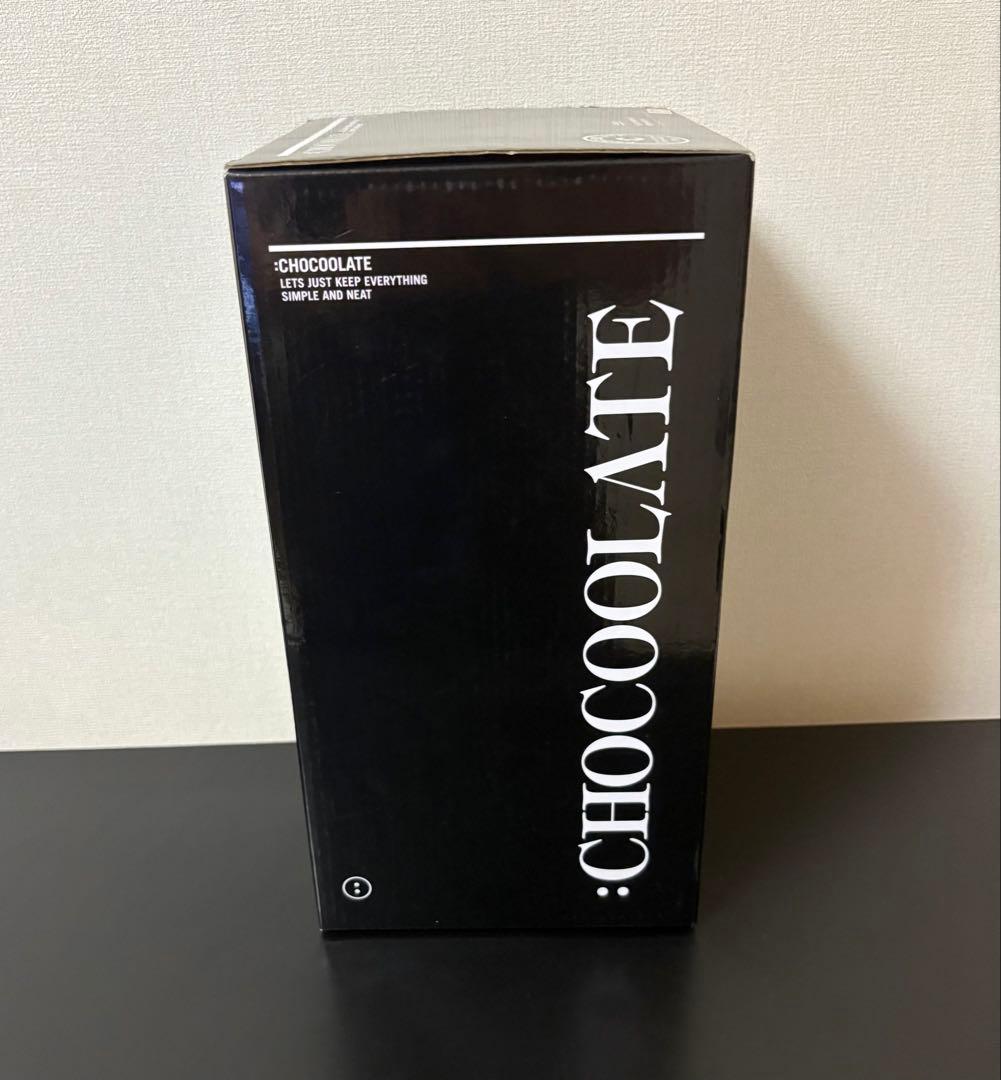 :CHOCOOLATE
LETS JUST KEEP EVERYTHING
SIMPLE AND NEAT
:CHOCOOLATE